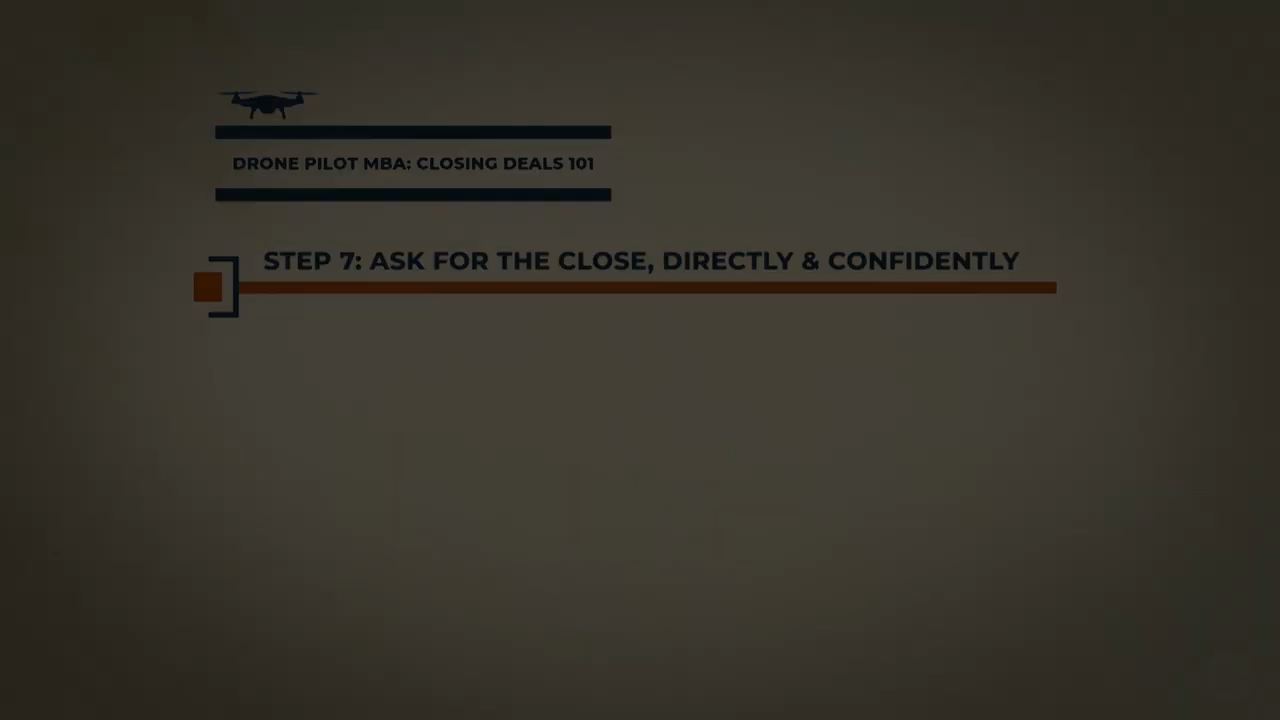 DRONE PILOT MBA: CLOSING DEALS 101
STEP 7: ASK FOR THE CLOSE, DIRECTLY & CONFIDENTLY